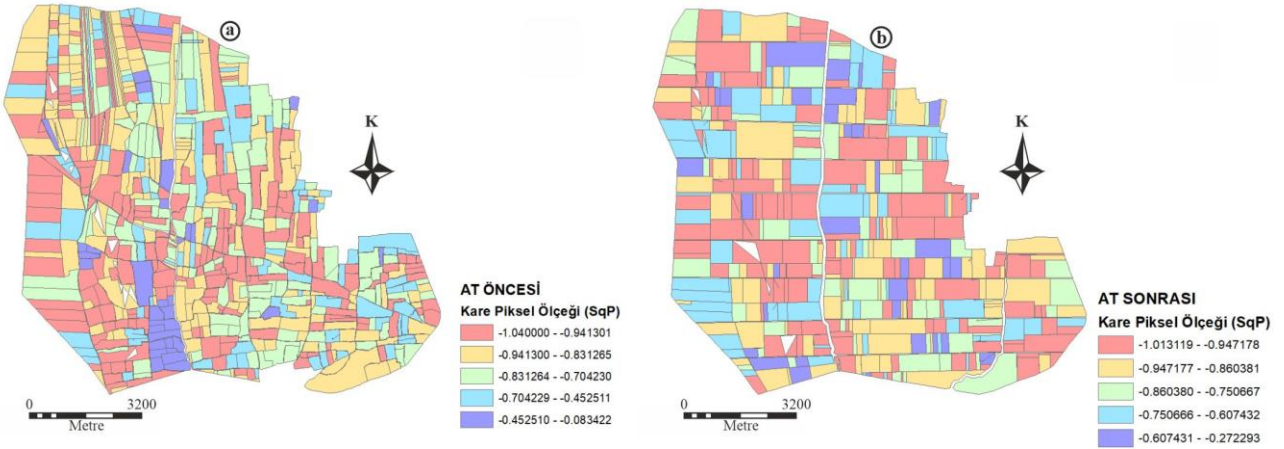 a
K
AT ÖNCESİ
Kare Piksel Ölçeği (SqP)
-1.040000 - -0.941301
-0.941300 - -0.831265
-0.831264 - -0.704230
-0.704229 - -0.452511
-0.452510 - -0.083422
0 3200
Metre
b
K
AT SONRASI
Kare Piksel Ölçeği (SqP)
-1.013119 - -0.947178
-0.947177 - -0.860381
-0.860380 - -0.750667
-0.750666 - -0.607432
-0.607431 - -0.272293
0 3200
Metre